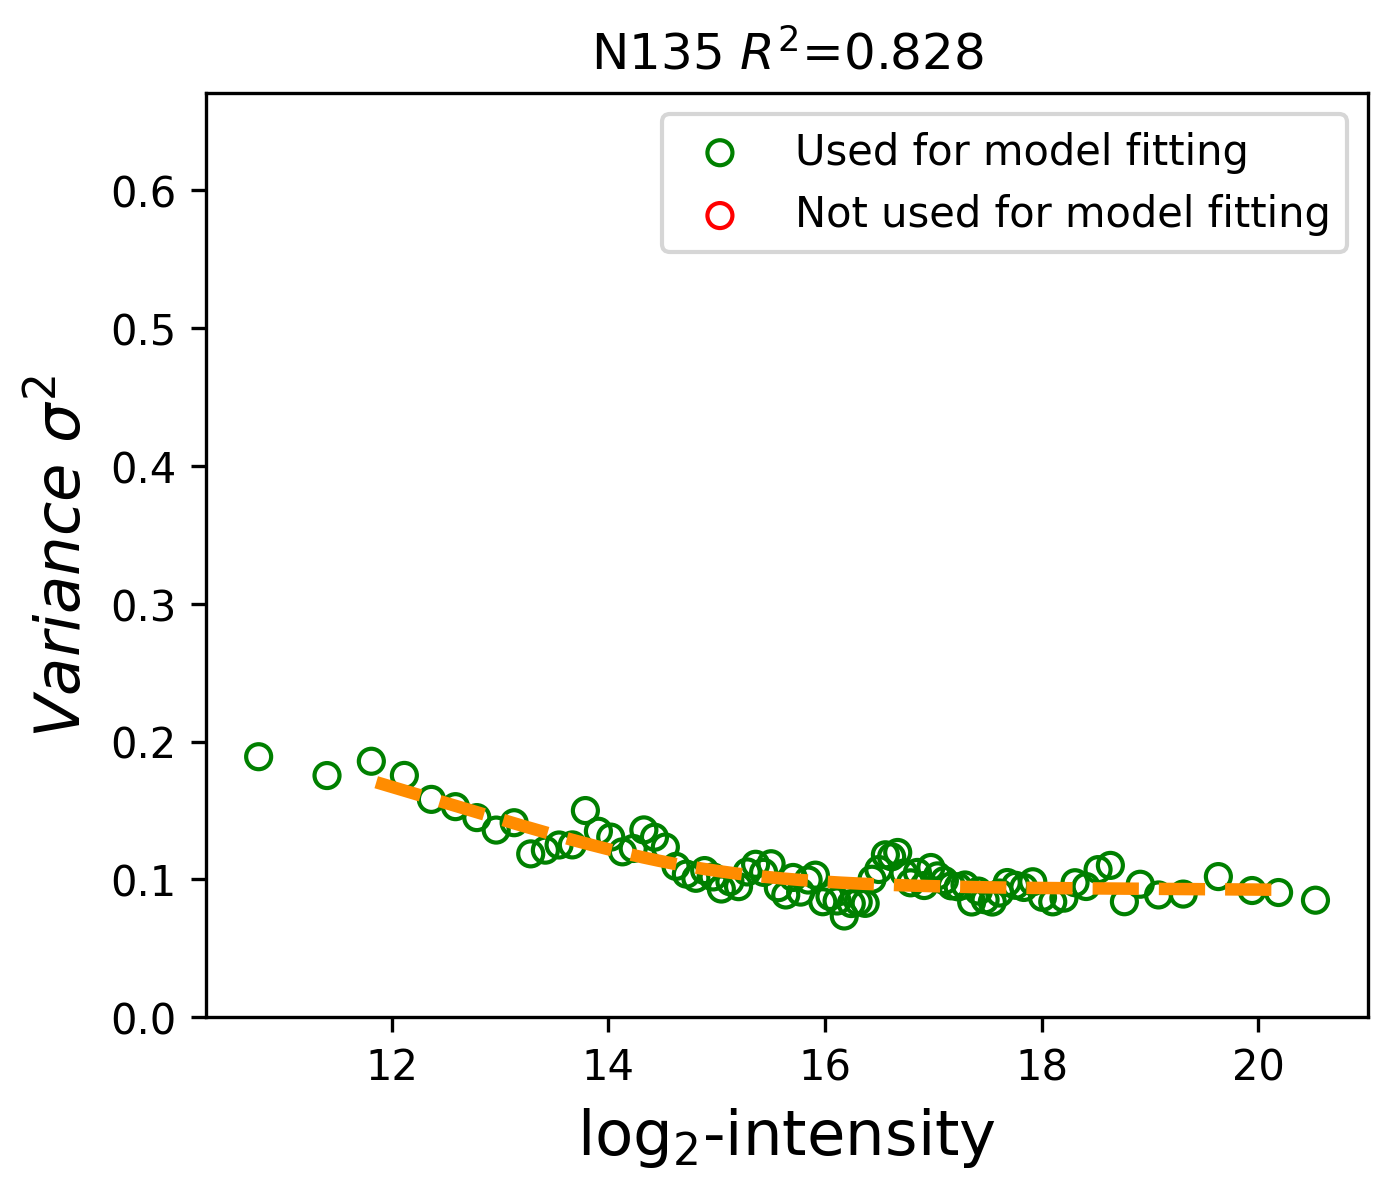 N135 R²=0.828
Used for model fitting
Not used for model fitting
Variance σ²
0.6
0.5
0.4
0.3
0.2
0.1
0.0
12 14 16 18 20
log₂-intensity